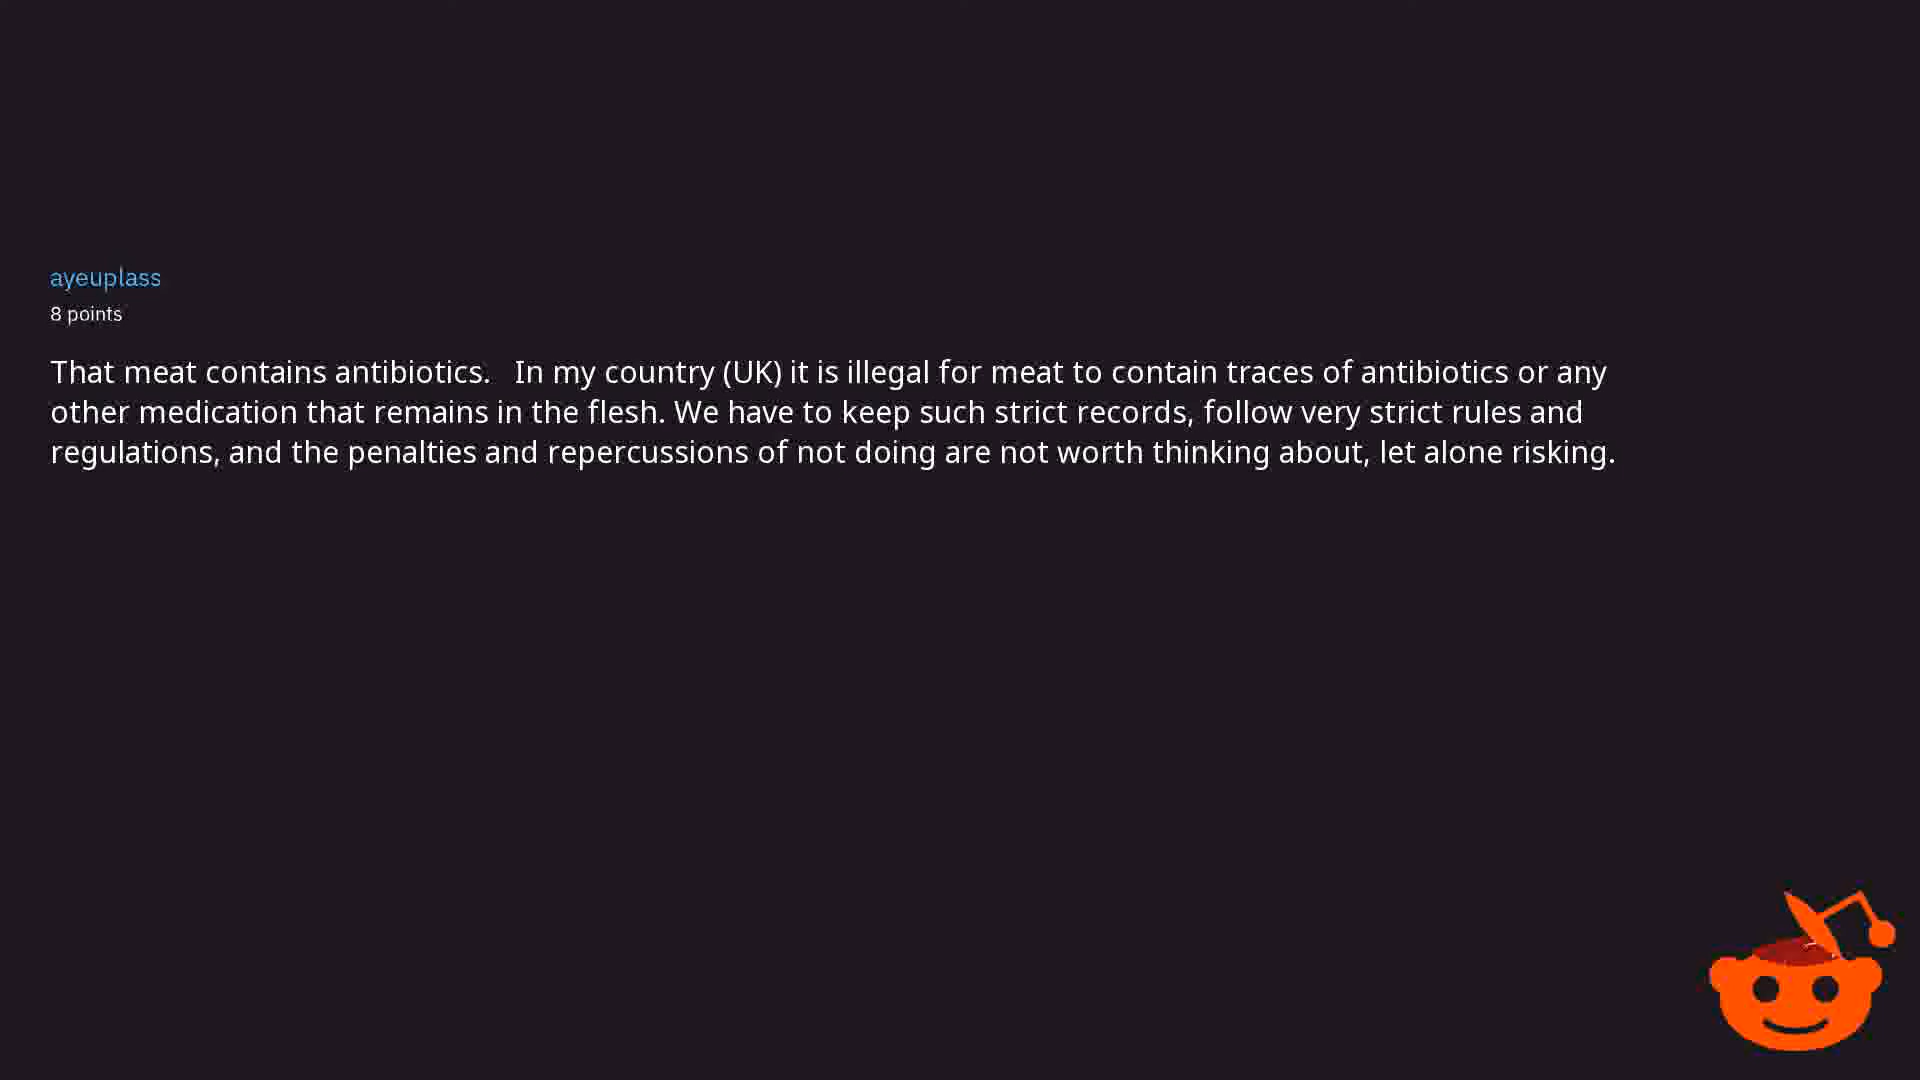 ayeuplass
8 points
That meat contains antibiotics.   In my country (UK) it is illegal for meat to contain traces of antibiotics or any
other medication that remains in the flesh. We have to keep such strict records, follow very strict rules and
regulations, and the penalties and repercussions of not doing are not worth thinking about, let alone risking.